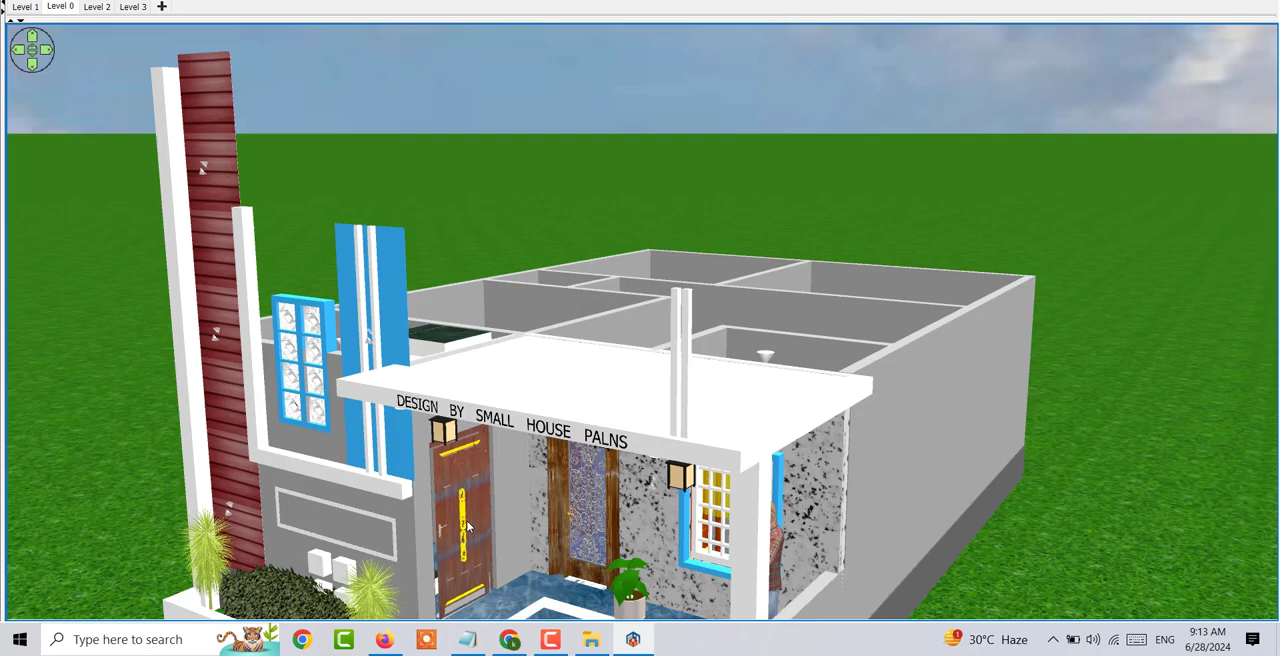 Level 1 Level 0 Level 2 Level 3
DESIGN BY SMALL HOUSE PALNS
Type here to search
30°C Haze
ENG
9:13 AM
6/28/2024
1